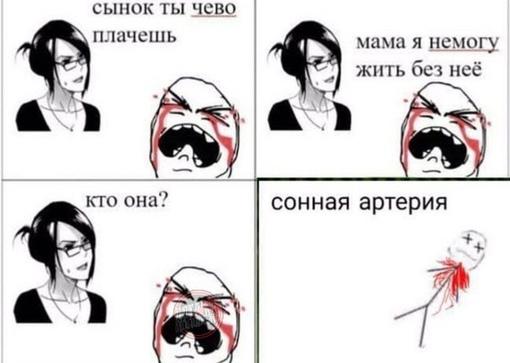 сынок ты чево
плачешь
мама я немогу
жить без неё
кто она?
сонная артерия